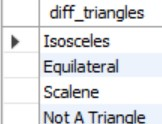 diff_triangles
Isosceles
Equilateral
Scalene
Not A Triangle